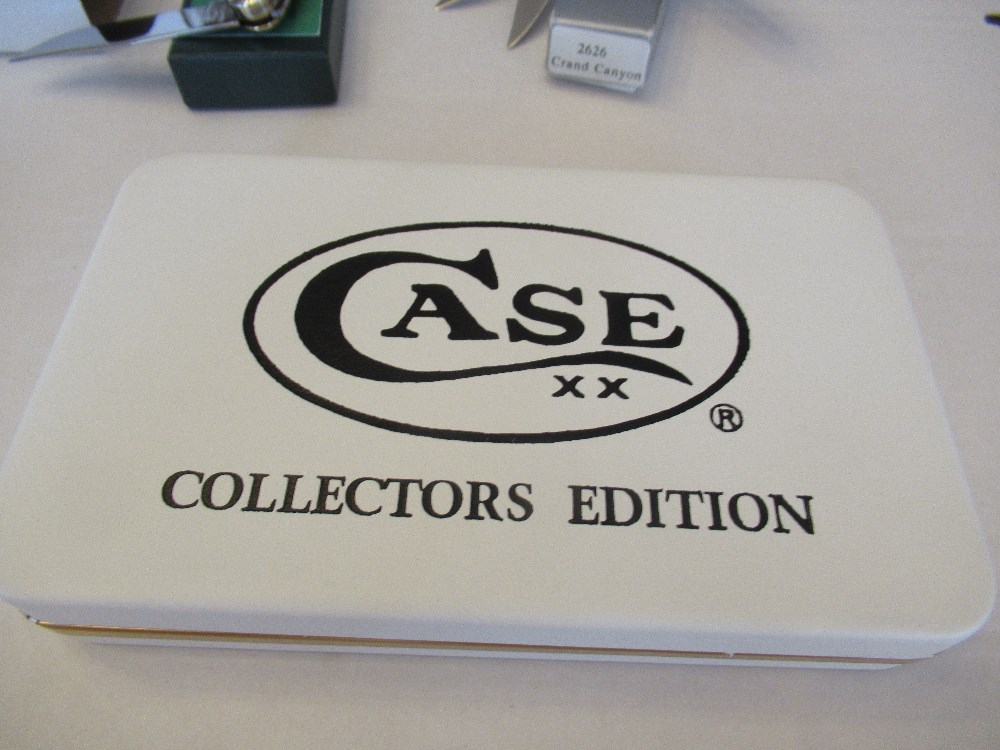 2626
Grand Canyon
CASE
XX
®
COLLECTORS EDITION